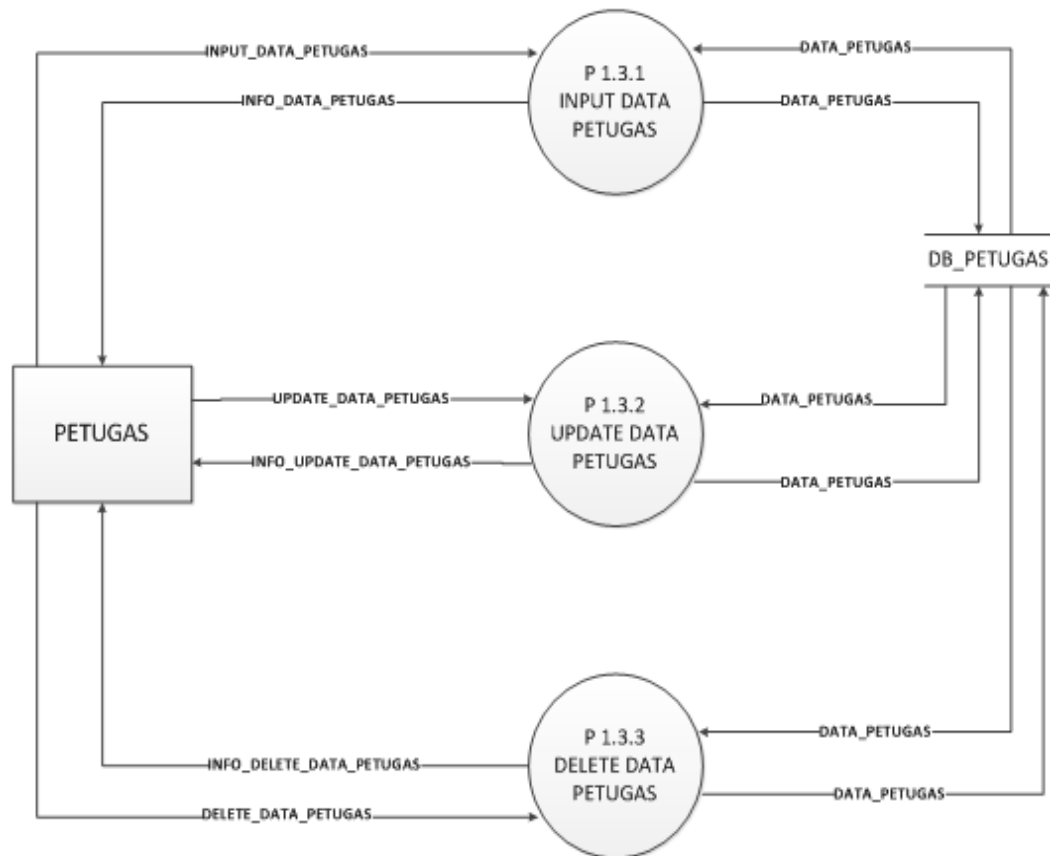 INPUT_DATA_PETUGAS
DATA_PETUGAS
P 1.3.1
INPUT DATA
PETUGAS
INFO_DATA_PETUGAS
DATA_PETUGAS
DB_PETUGAS
PETUGAS
UPDATE_DATA_PETUGAS
P 1.3.2
UPDATE DATA
PETUGAS
DATA_PETUGAS
INFO_UPDATE_DATA_PETUGAS
DATA_PETUGAS
P 1.3.3
DELETE DATA
PETUGAS
DATA_PETUGAS
INFO_DELETE_DATA_PETUGAS
DATA_PETUGAS
DELETE_DATA_PETUGAS